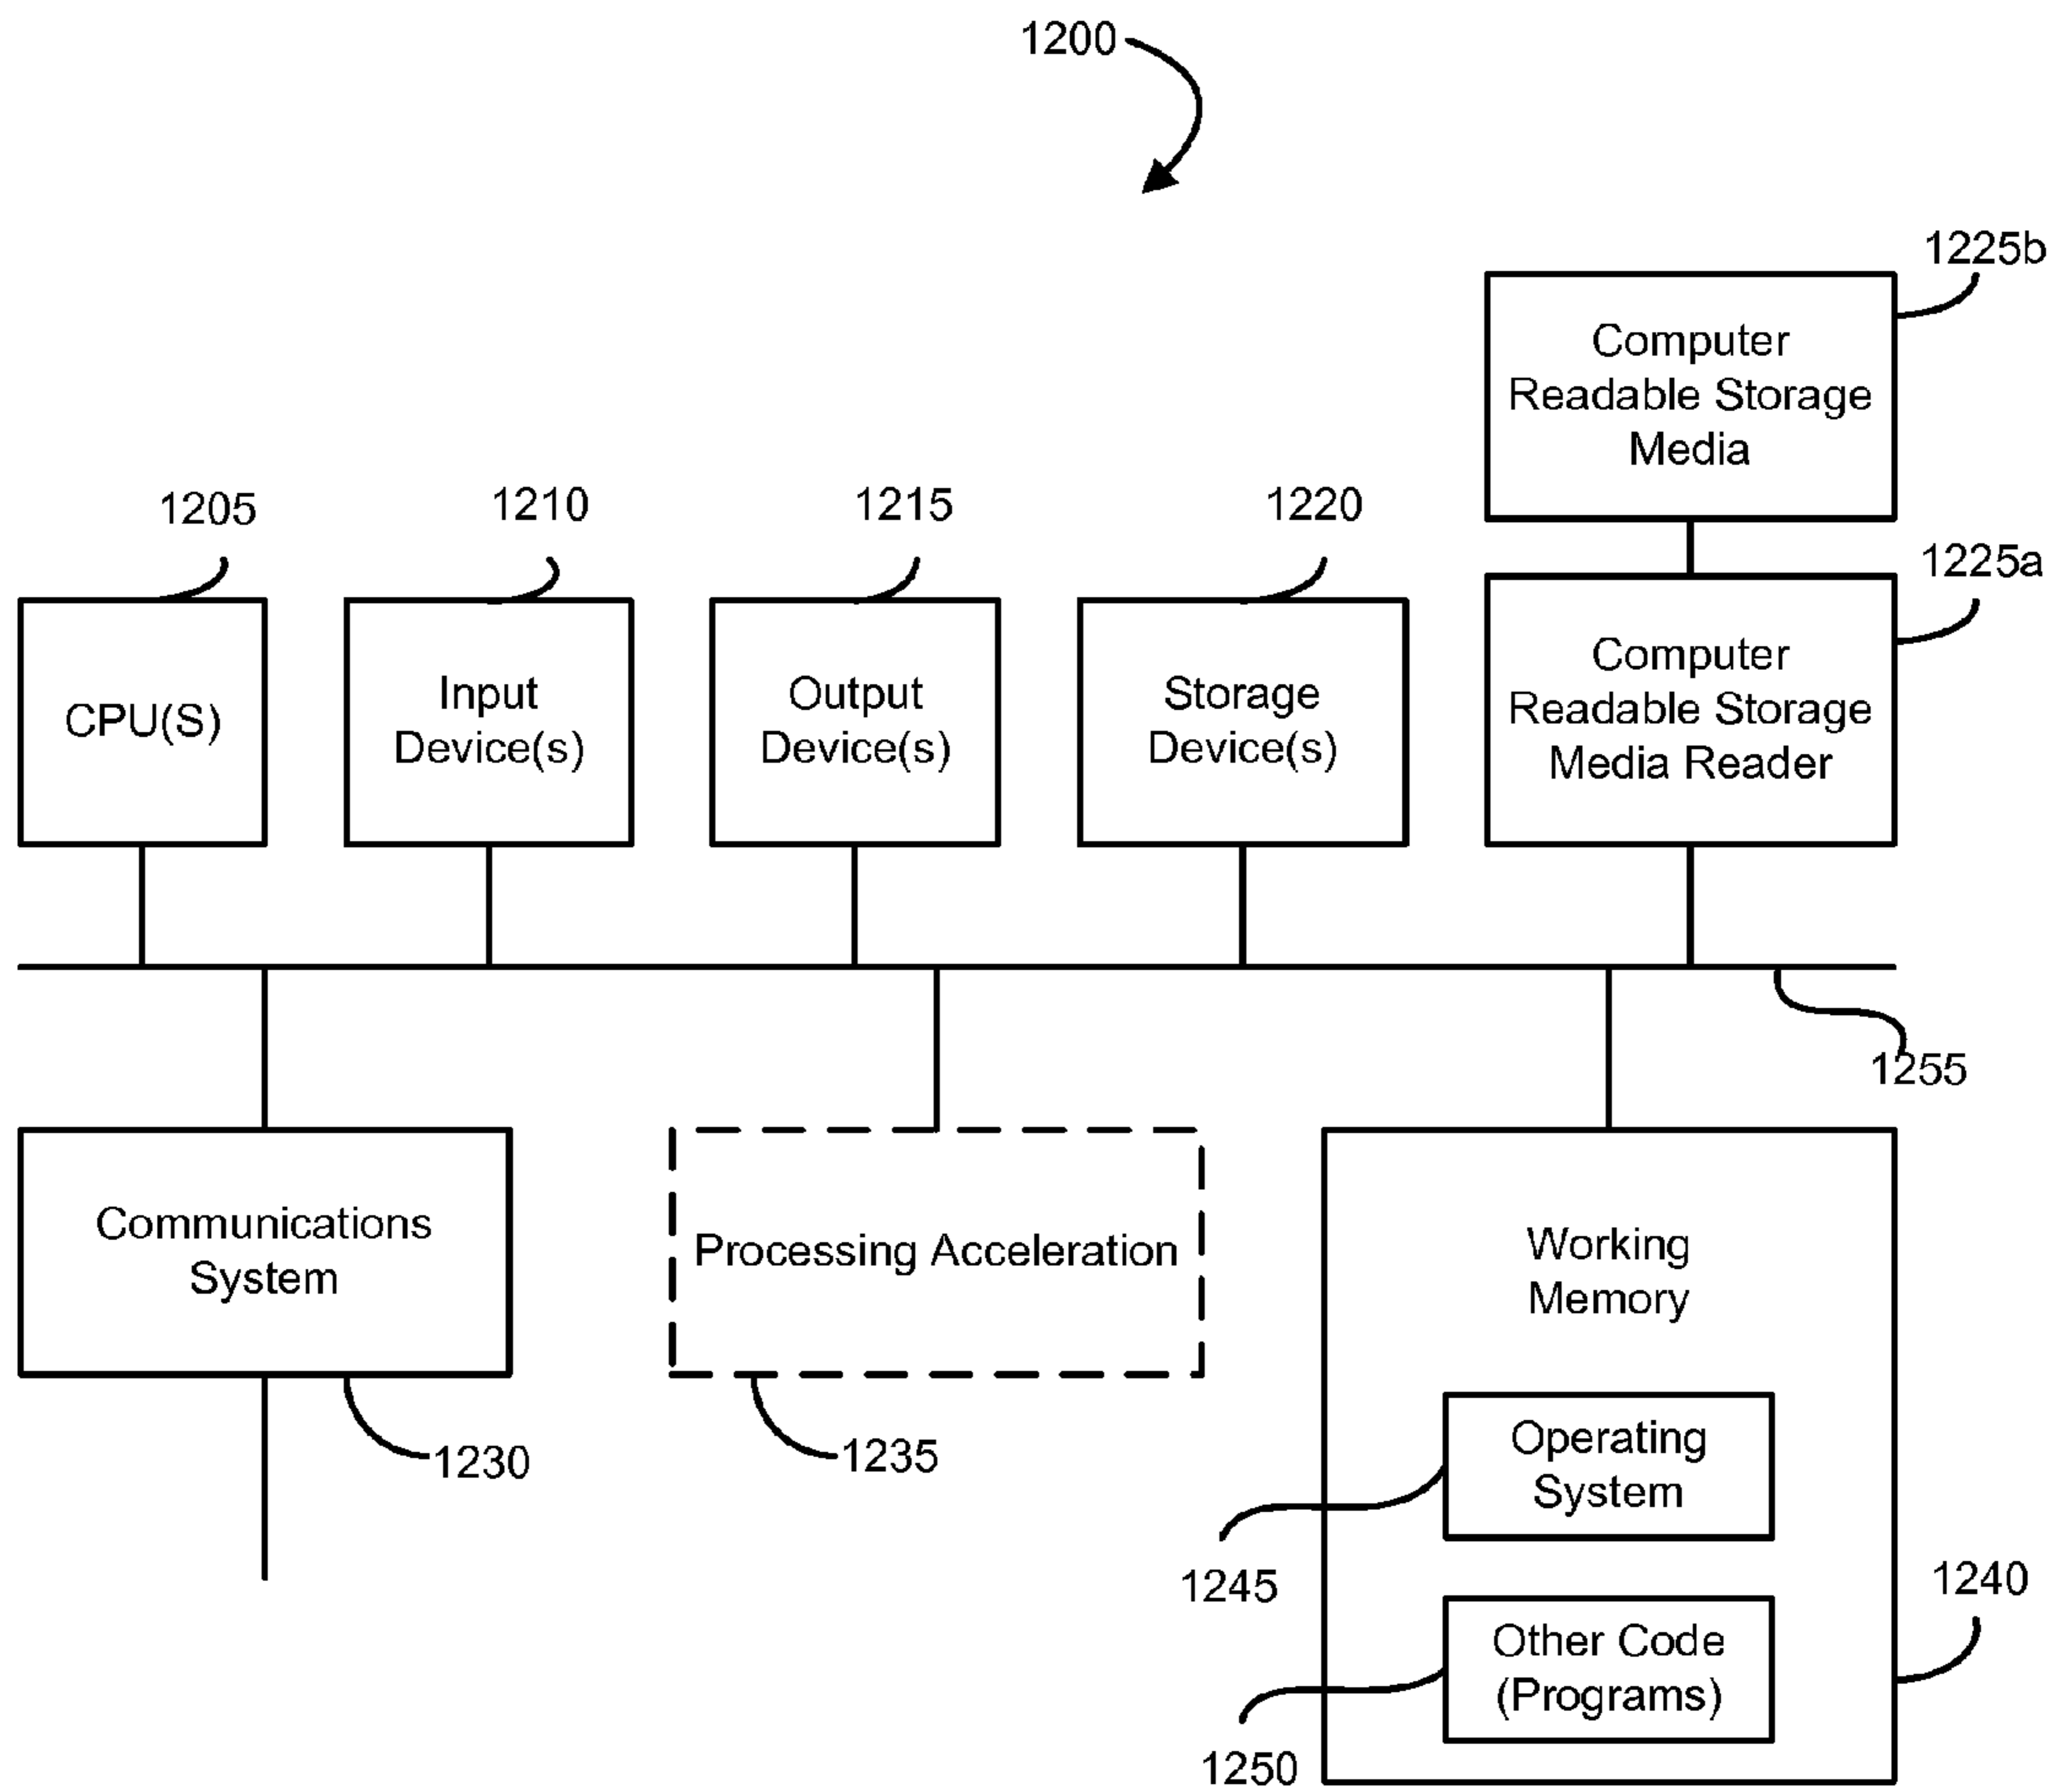 1200
1225b
Computer
Readable Storage
Media
1205
1210
1215
1220
1225a
CPU(S)
Input
Device(s)
Output
Device(s)
Storage
Device(s)
Computer
Readable Storage
Media Reader
1255
Communications
System
Processing Acceleration
Working
Memory
1230
1235
Operating
System
1245
1240
Other Code
(Programs)
1250